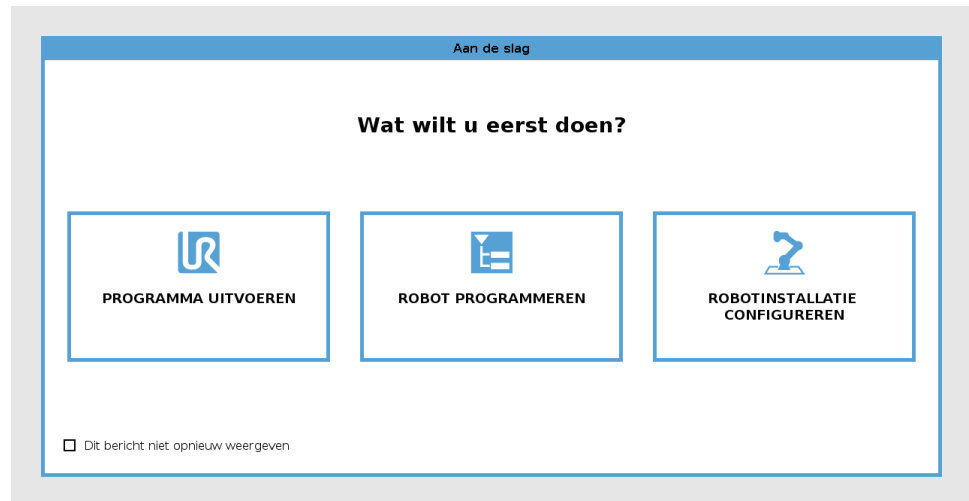 Aan de slag
Wat wilt u eerst doen?
PROGRAMMA UITVOEREN
ROBOT PROGRAMMEREN
ROBOTINSTALLATIE
CONFIGUREREN
Dit bericht niet opnieuw weergeven